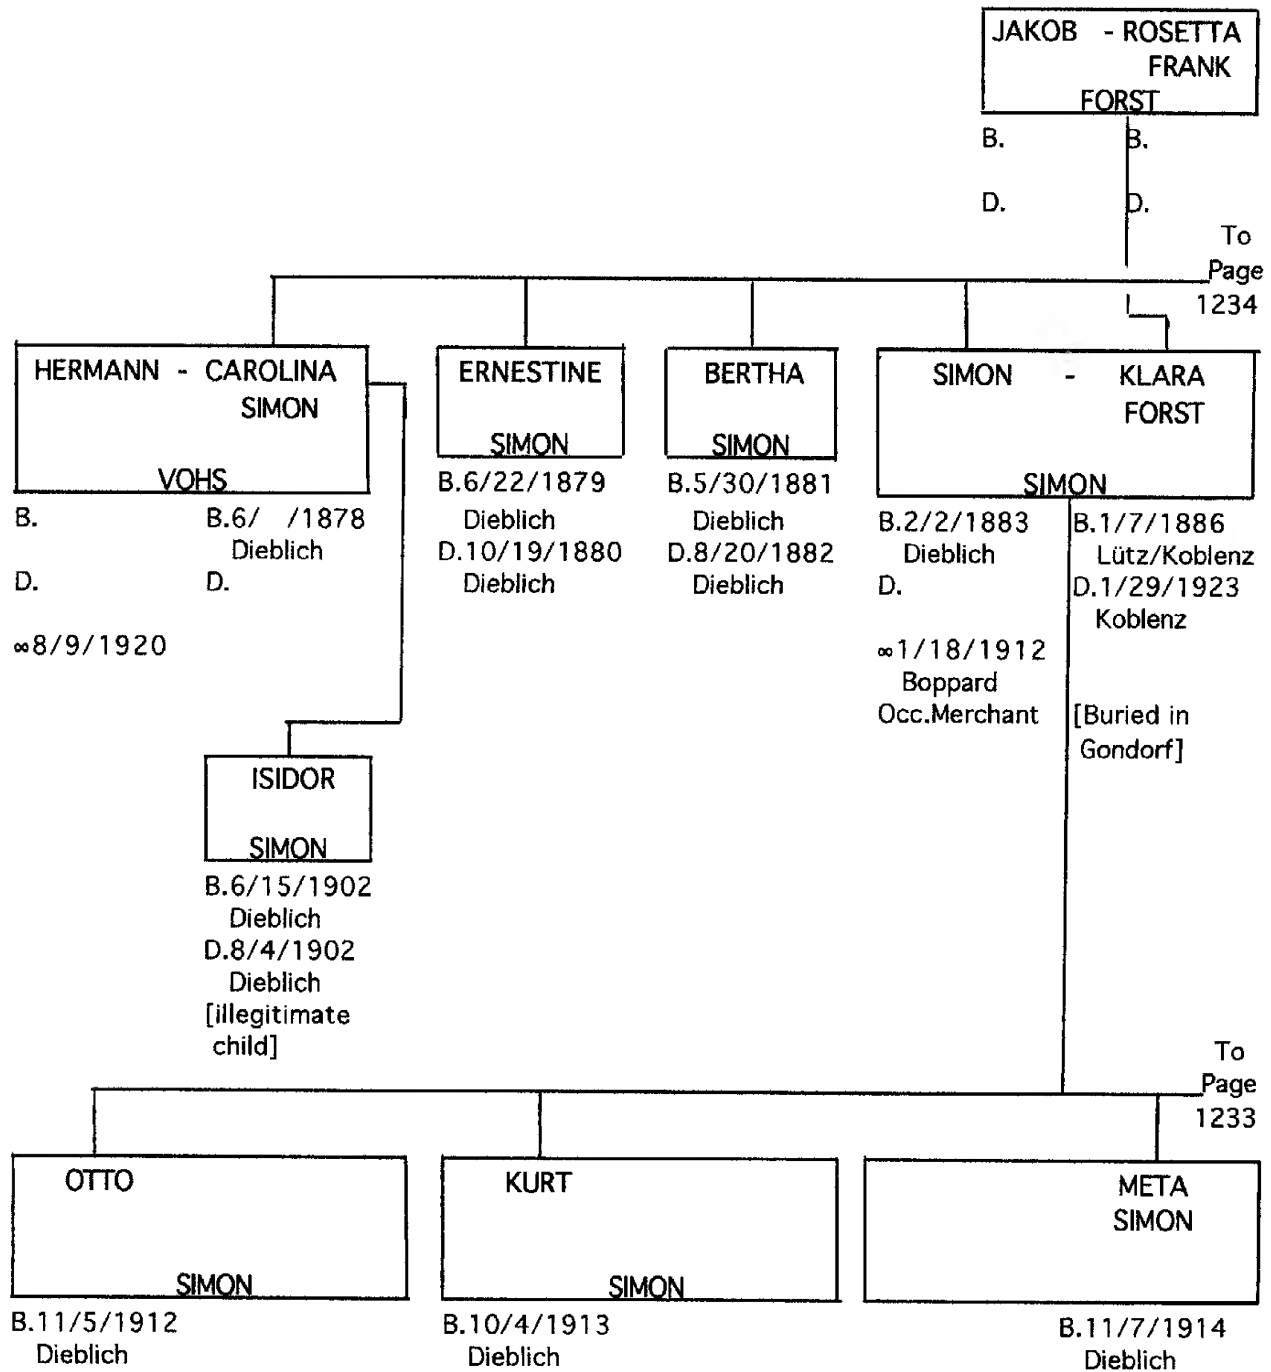 JAKOB - ROSETTA
FRANK
FORST
B. B.
D. D.
To
Page
1234
HERMANN - CAROLINA
SIMON
VOHS
B. B.6/ /1878
Dieblich
D. D.
∞8/9/1920
ERNESTINE
SIMON
B.6/22/1879
Dieblich
D.10/19/1880
Dieblich
BERTHA
SIMON
B.5/30/1881
Dieblich
D.8/20/1882
Dieblich
SIMON - KLARA
FORST
SIMON
B.2/2/1883 B.1/7/1886
Dieblich Lütz/Koblenz
D. D.1/29/1923
Koblenz
∞1/18/1912
Boppard
Occ.Merchant [Buried in
Gondorf]
ISIDOR
SIMON
B.6/15/1902
Dieblich
D.8/4/1902
Dieblich
[illegitimate
child]
To
Page
1233
OTTO
SIMON
B.11/5/1912
Dieblich
KURT
SIMON
B.10/4/1913
Dieblich
META
SIMON
B.11/7/1914
Dieblich